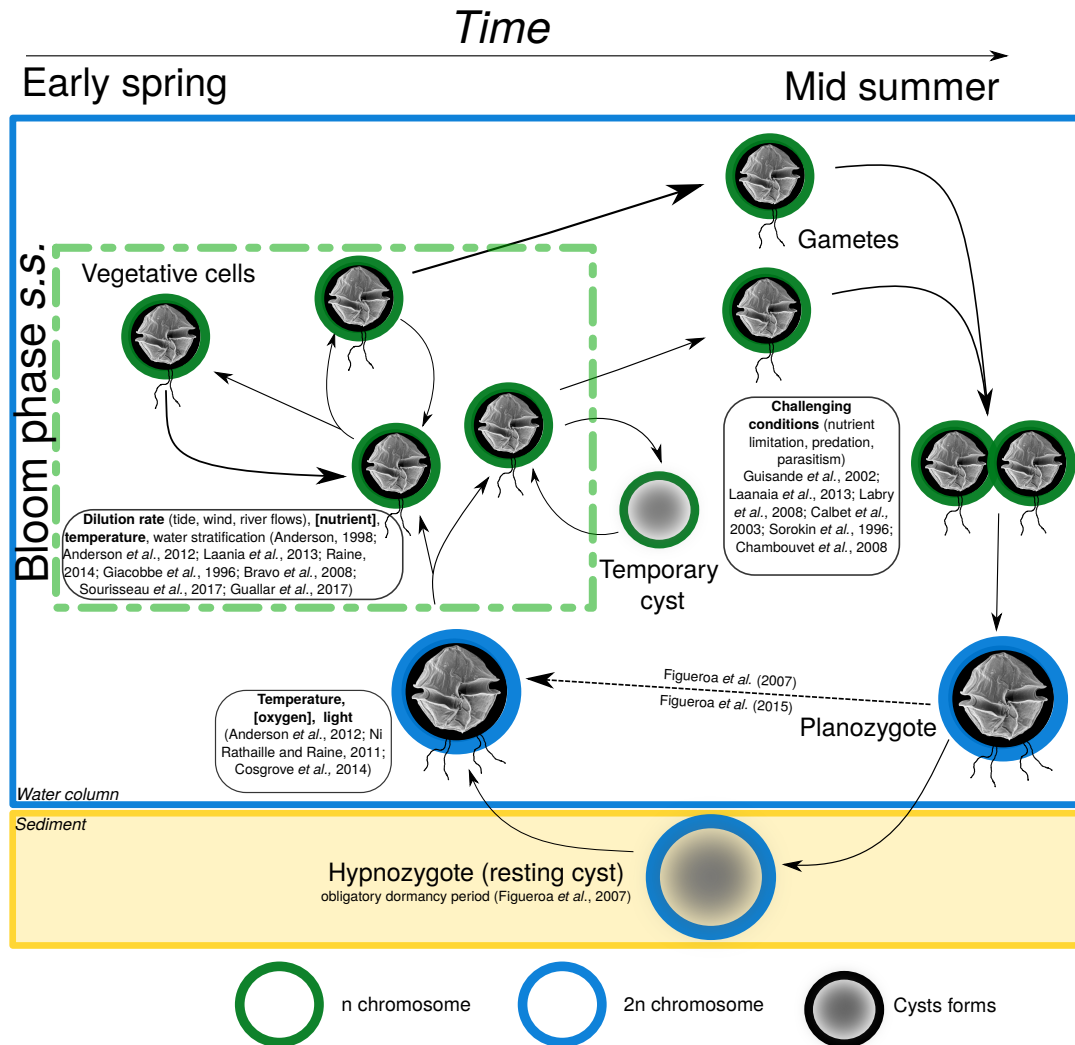 Time
Early spring
Mid summer
Bloom phase s.s.
Vegetative cells
Gametes
Dilution rate (tide, wind, river flows), [nutrient],
temperature, water stratification (Anderson, 1998;
Anderson et al., 2012; Laania et al., 2013; Raine,
2014; Giacobbe et al., 1996; Bravo et al., 2008;
Sourisseau et al., 2017; Guallar et al., 2017)
Temporary
cyst
Challenging
conditions (nutrient
limitation, predation,
parasitism)
Guisande et al., 2002;
Laanaia et al., 2013; Labry
et al., 2008; Calbet et al.,
2003; Sorokin et al., 1996;
Chambouvet et al., 2008
Temperature,
[oxygen], light
(Anderson et al., 2012; Ni
Rathaille and Raine, 2011;
Cosgrove et al., 2014)
Figueroa et al. (2007)
Figueroa et al. (2015)
Planozygote
Water column
Sediment
Hypnozygote (resting cyst)
obligatory dormancy period (Figueroa et al., 2007)
n chromosome
2n chromosome
Cysts forms